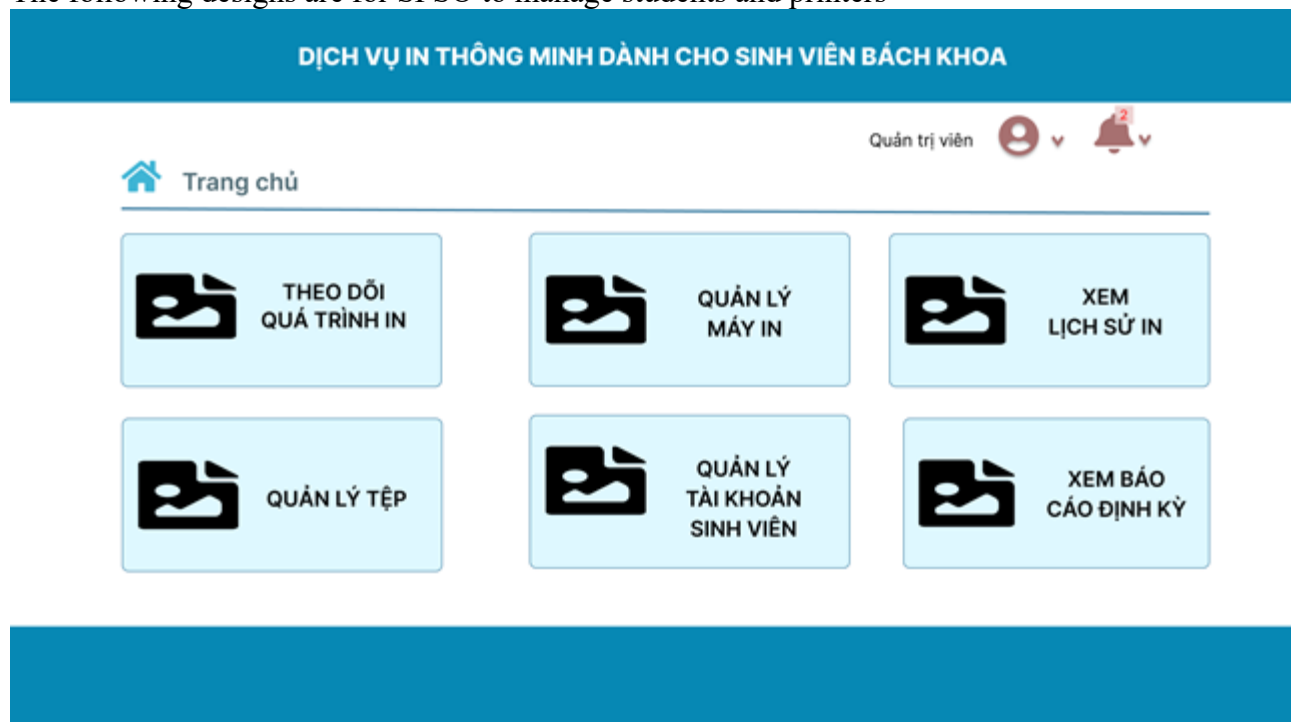 The following designs are for SPSO to manage students and printers
DỊCH VỤ IN THÔNG MINH DÀNH CHO SINH VIÊN BÁCH KHOA
Quản trị viên
2
Trang chủ
THEO DÕI
QUÁ TRÌNH IN
QUẢN LÝ
MÁY IN
XEM
LỊCH SỬ IN
QUẢN LÝ TỆP
QUẢN LÝ
TÀI KHOẢN
SINH VIÊN
XEM BÁO
CÁO ĐỊNH KỲ